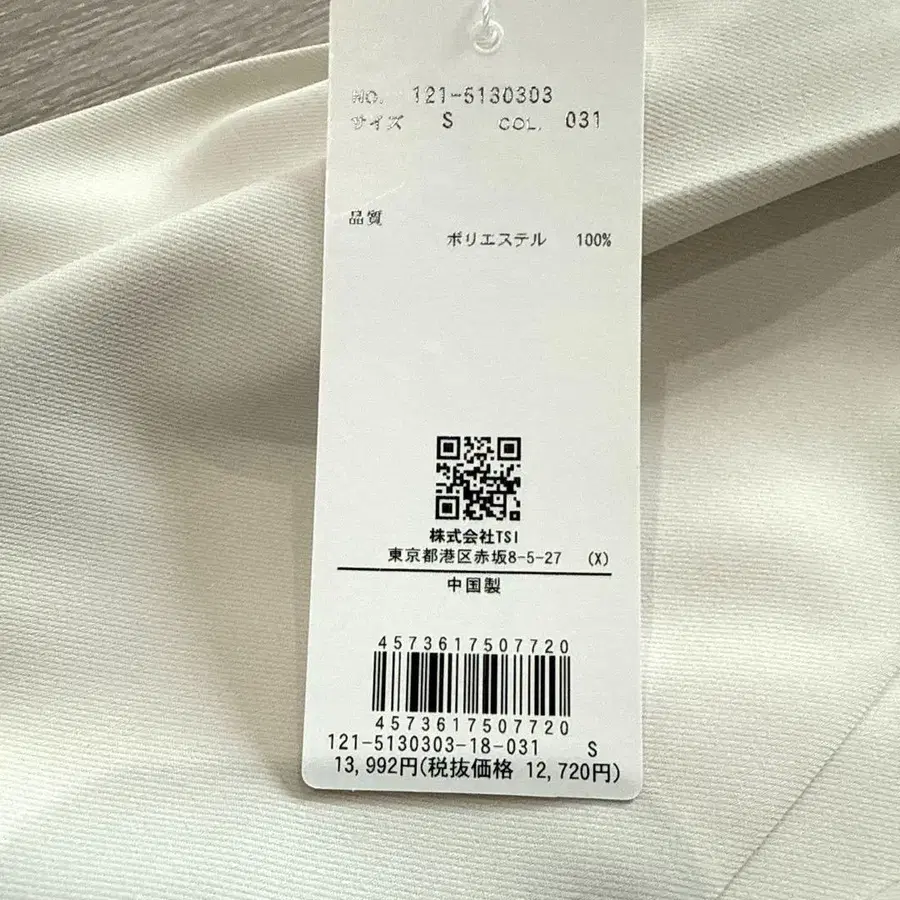 NO. 121-5130303
サイズ S COL. 031
品質
ポリエステル 100%
株式会社TSI
東京都港区赤坂8-5-27 (X)
中国製
4573617507720
4573617507720
121-5130303-18-031 S
13,992円(税抜価格 12,720円)